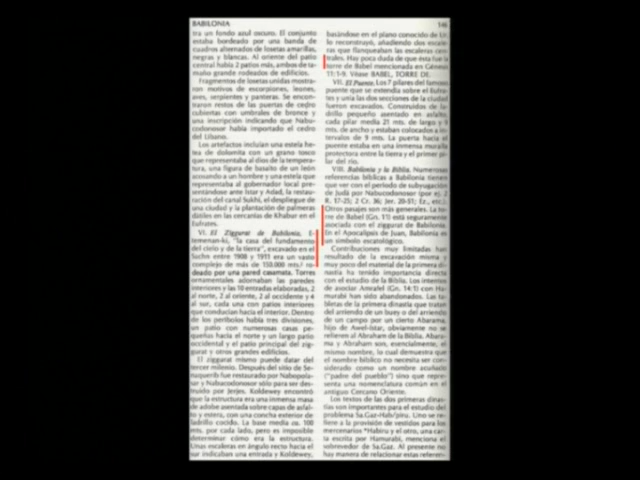 BABILONIA 146
tra un fondo azul oscuro. El conjunto
estaba bordeado por una banda de
cuadros alternados de losetas amarillas,
negras y blancas. Al oriente del patio
central había 2 patios más, ambos de ta-
maño grande rodeados de edificios.
Fragmentos de losetas unidas mostra-
ron motivos de escorpiones, leones,
aves, serpientes y panteras. Se encon-
traron restos de las puertas de cedro
cubiertas con umbrales de bronce y
una inscripción indicando que Nabu-
codonosor había importado el cedro
del Líbano.
Los artefactos incluían una estela he-
tea de dolomita con un grano tosco
que representaba al dios de la tempera-
tura, una figura de basalto de un león
acosando a un hombre y una estela que
representaba al gobernador local pre-
sentándose ante Istar y Adad, la restau-
ración del canal Sukhi, el despliegue de
una ciudad y la plantación de palmeras
dátiles en las cercanías de Khabur en el
Eufrates.
VI. El Ziggurat de Babilonia, E-
temenan-ki, "la casa del fundamento
del cielo y de la tierra", excavado en el
Sachn entre 1908 y 1911 era un vasto
complejo de más de 155.000 mts.² ro-
deado por una pared casamata. Torres
ornamentales adornaban las paredes
interiores y las 10 entradas elaboradas, 2
al norte, 2 al oriente, 2 al occidente y 4
al sur, cada una con patios interiores
que conducían hacia el interior. Dentro
de los peribolos había tres divisiones,
un patio con numerosas casas pe-
queñas hacia el norte y un largo patio
occidental y el patio principal del zig-
gurat y otros grandes edificios.
El ziggurat mismo puede datar del
tercer milenio. Después del sitio de Se-
naquerib fue restaurado por Nabopola-
sar y Nabucodonosor sólo para ser des-
truido por Jerjes. Koldewey encontró
que la estructura era una inmensa masa
de adobe asentada sobre capas de asfal-
to y estera, con una concha exterior de
ladrillo cocido. La base medía ca. 100
mts. por cada lado, pero es imposible
determinar cómo era la estructura.
Unas escaleras en ángulo recto hacia el
sur indicaban una entrada y Koldewey,
basándose en el plano conocido de Ur,
lo reconstruyó, añadiendo dos escale-
ras que flanqueaban las escaleras cen-
trales. Hay poca duda de que ésta fue la
torre de Babel mencionada en Génesis
11:1-9. Véase BABEL, TORRE DE.
VII. El Puente. Los 7 pilares del famoso
puente que se extendía sobre el Eufra-
tes y unía las dos secciones de la ciudad
fueron excavados. Construidos de la-
drillo pequeño asentado en asfalto,
cada pilar medía 21 mts. de largo y 9
mts. de ancho y estaban colocados a in-
tervalos de 9 mts. La puerta hacia el
puente estaba en una inmensa muralla
protectora entre la tierra y el primer pi-
lar del río.
VIII. Babilonia y la Biblia. Numerosas
referencias bíblicas a Babilonia tienen
que ver con el período de subyugación
de Judá por Nabucodonosor (por e), 2
R. 17-25; 2 Cr. 36; Jer. 20-51; Ez., etc.).
Otros pasajes son más generales. La to-
rre de Babel (Gn. 11) está seguramente
asociada con el ziggurat de Babilonia.
En el Apocalipsis de Juan, Babilonia es
un símbolo escatológico.
Contribuciones muy limitadas han
resultado de la excavación misma y
muy poco del material de la primera di-
nastía ha tenido importancia directa
con el estudio de la Biblia. Los intentos
de asociar Amrafel (Gn. 14:1) con Ha-
murabi han sido abandonados. Las ta-
bletas de la primera dinastía que tratan
del arriendo de un buey o del arriendo
de un campo por un cierto Abarama,
hijo de Awel-Istar, obviamente no se
refieren al Abraham de la Biblia. Abara-
ma y Abraham son, esencialmente, el
mismo nombre, la cual demuestra que
el nombre bíblico no necesita ser con-
siderado como un nombre acuñado
("padre del pueblo") sino que repre-
senta una nomenclatura común en el
antiguo Cercano Oriente.
Los textos de las dos primeras dinas-
tías son importantes para el estudio del
problema Sa.Gaz-Hab/piru. Uno se re-
fiere a la provisión de vestidos para los
mercenarios *Habiru y el otro, una car-
ta escrita por Hamurabi, menciona el
sobreveedor de Sa.Gaz. Al presente no
hay manera de relacionar estas referen-